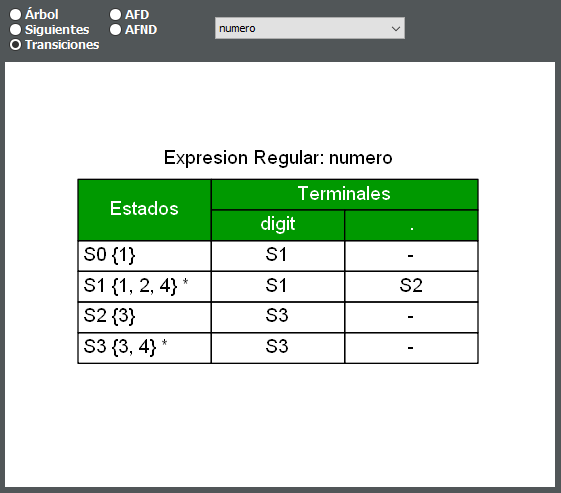 Árbol AFD
Siguientes AFND
Transiciones
numero
Expresion Regular: numero
Estados Terminales
digit .
S0 {1} S1 -
S1 {1, 2, 4} * S1 S2
S2 {3} S3 -
S3 {3, 4} * S3 -